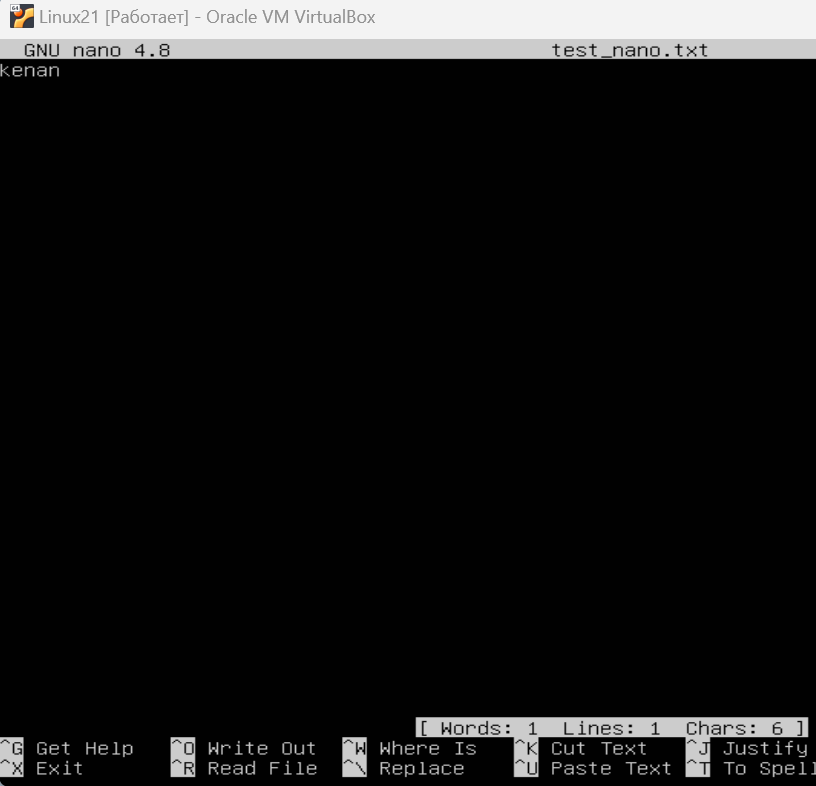 Linux21 [Работает] - Oracle VM VirtualBox
GNU nano 4.8 test_nano.txt
kenan
[ Words: 1 Lines: 1 Chars: 6 ]
^G Get Help ^O Write Out ^W Where Is ^K Cut Text ^J Justify
^X Exit ^R Read File ^\ Replace ^U Paste Text ^T To Spell